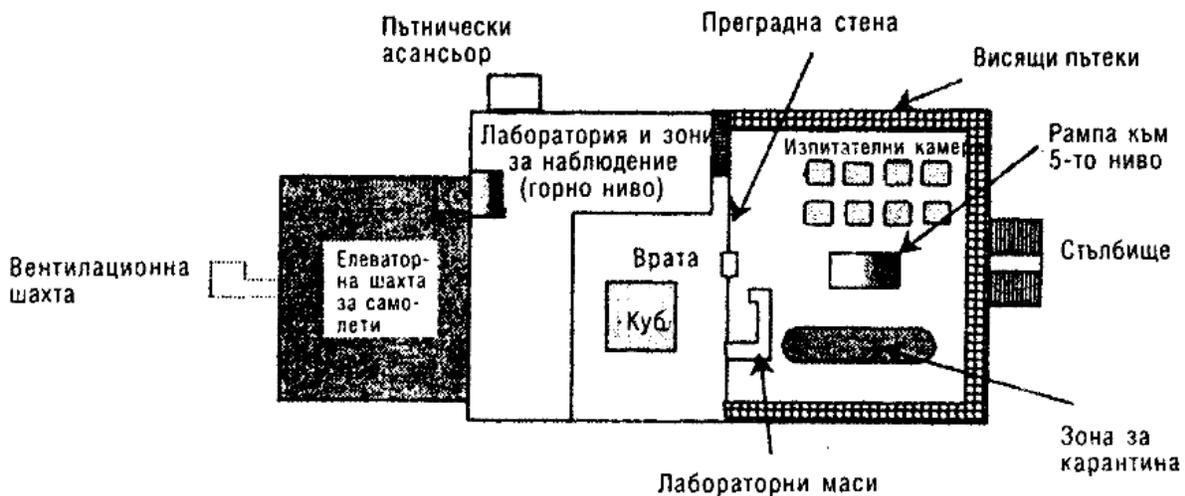 Пътнически
асансьор
Преградна стена
Висящи пътеки
Лаборатория и зони
за наблюдение
(горно ниво)
Изпитателни камери
Рампа към
5-то ниво
Вентилационна
шахта
Елеватор-
на шахта
за само-
лети
Врата
Куб
Стълбище
Зона за
карантина
Лабораторни маси